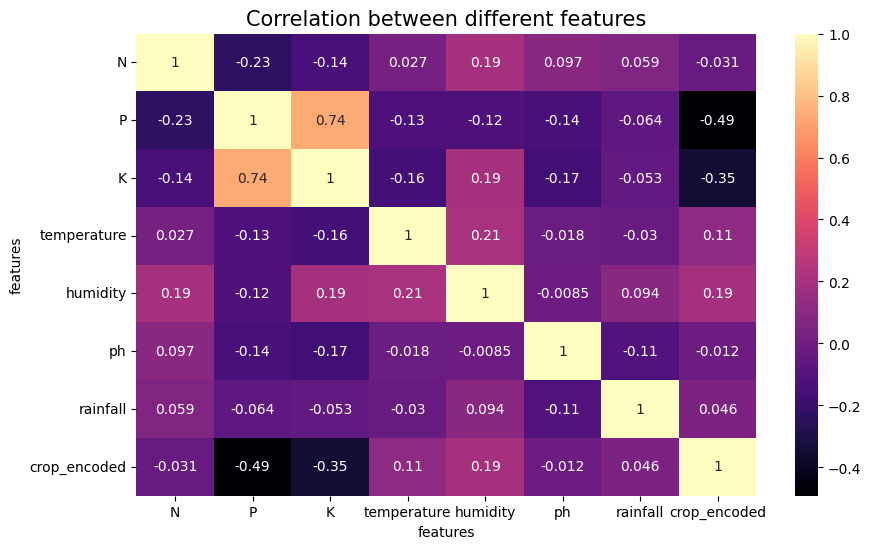 Correlation between different features
N 1 -0.23 -0.14 0.027 0.19 0.097 0.059 -0.031
P -0.23 1 0.74 -0.13 -0.12 -0.14 -0.064 -0.49
K -0.14 0.74 1 -0.16 0.19 -0.17 -0.053 -0.35
temperature 0.027 -0.13 -0.16 1 0.21 -0.018 -0.03 0.11
humidity 0.19 -0.12 0.19 0.21 1 -0.0085 0.094 0.19
ph 0.097 -0.14 -0.17 -0.018 -0.0085 1 -0.11 -0.012
rainfall 0.059 -0.064 -0.053 -0.03 0.094 -0.11 1 0.046
crop_encoded -0.031 -0.49 -0.35 0.11 0.19 -0.012 0.046 1
N P K temperature humidity ph rainfall crop_encoded
features
features
1.0
0.8
0.6
0.4
0.2
0.0
−0.2
−0.4